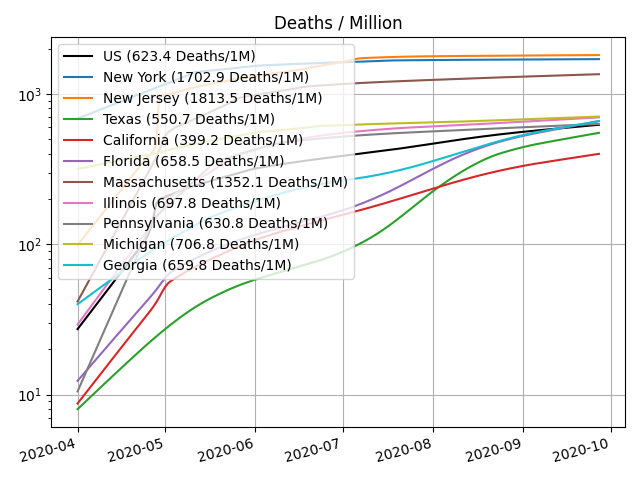 Deaths / Million
US (623.4 Deaths/1M)
New York (1702.9 Deaths/1M)
New Jersey (1813.5 Deaths/1M)
Texas (550.7 Deaths/1M)
California (399.2 Deaths/1M)
Florida (658.5 Deaths/1M)
Massachusetts (1352.1 Deaths/1M)
Illinois (697.8 Deaths/1M)
Pennsylvania (630.8 Deaths/1M)
Michigan (706.8 Deaths/1M)
Georgia (659.8 Deaths/1M)
10³
10²
10¹
2020-04 2020-05 2020-06 2020-07 2020-08 2020-09 2020-10